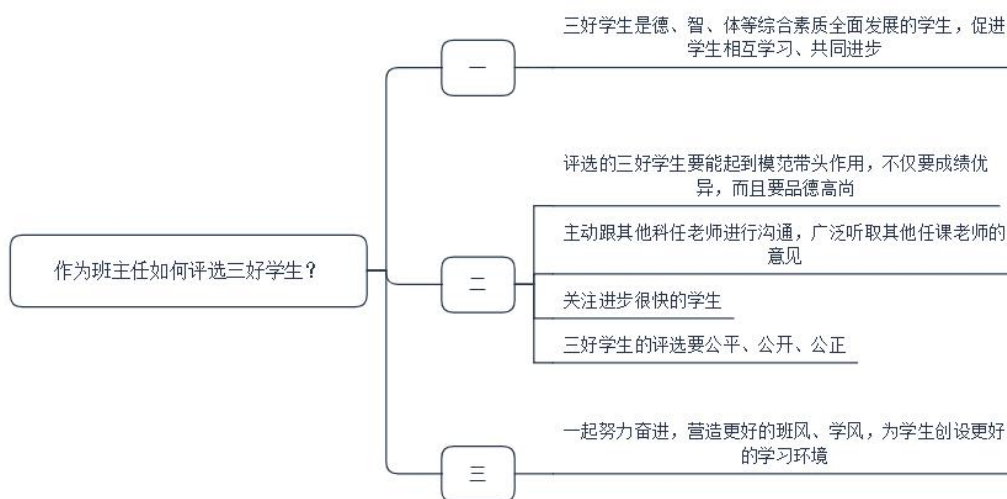 作为班主任如何评选三好学生？
一
三好学生是德、智、体等综合素质全面发展的学生，促进
学生相互学习、共同进步
二
评选的三好学生要能起到模范带头作用，不仅要成绩优
异，而且要品德高尚
主动跟其他科任老师进行沟通，广泛听取其他任课老师的
意见
关注进步很快的学生
三好学生的评选要公平、公开、公正
三
一起努力奋进，营造更好的班风、学风，为学生创设更好
的学习环境